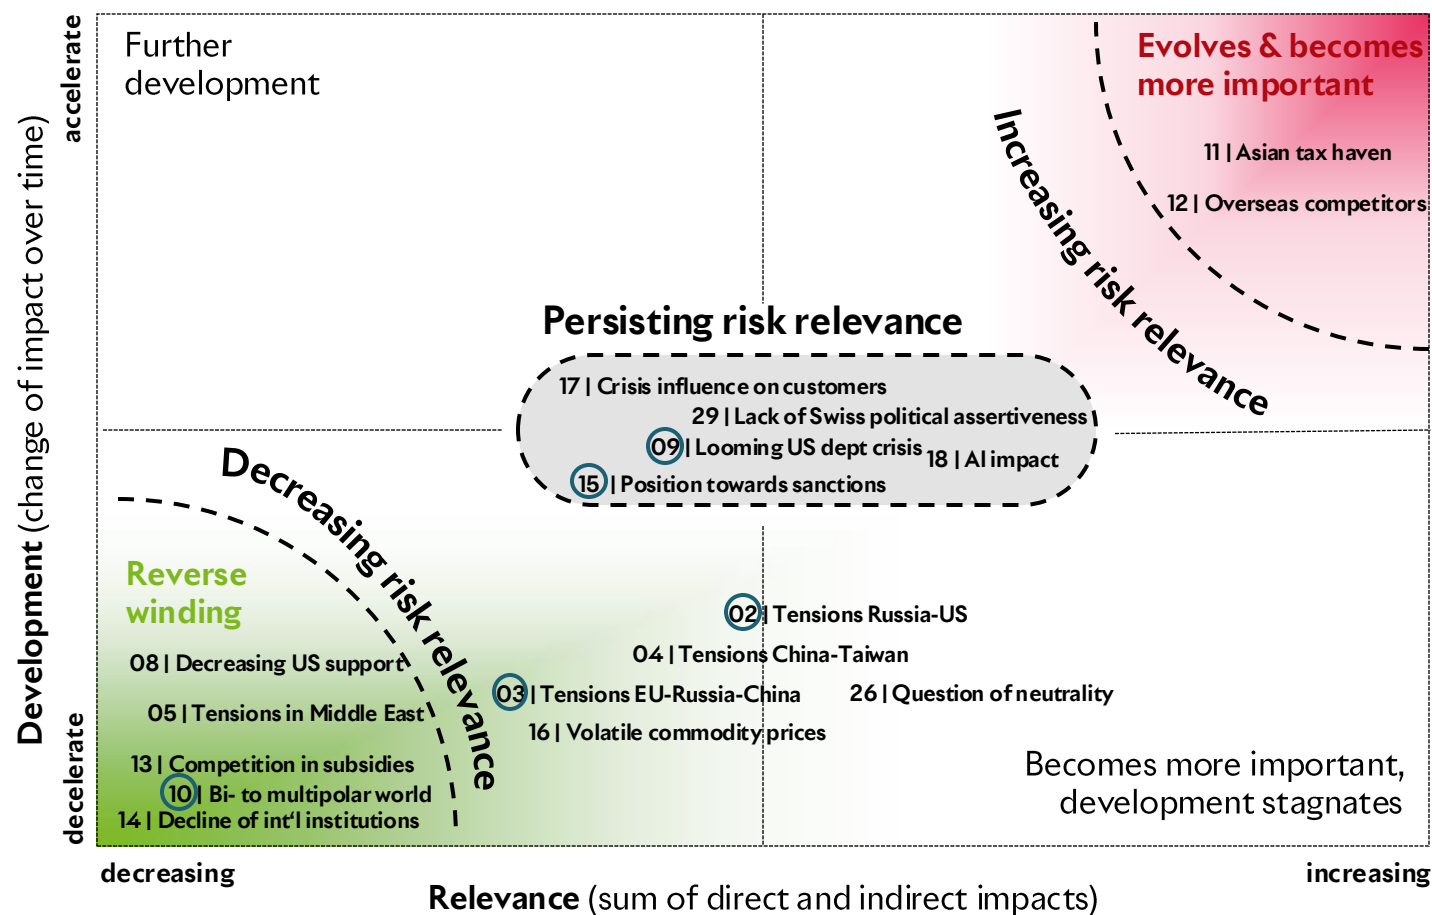 Development (change of impact over time)
accelerate
decelerate
Further
development
Evolves & becomes
more important
11 | Asian tax haven
12 | Overseas competitors
Increasing risk relevance
Persisting risk relevance
17 | Crisis influence on customers
29 | Lack of Swiss political assertiveness
09 | Looming US dept crisis
18 | AI impact
15 | Position towards sanctions
Decreasing risk relevance
Reverse
winding
08 | Decreasing US support
05 | Tensions in Middle East
13 | Competition in subsidies
10 | Bi- to multipolar world
14 | Decline of int'l institutions
02 | Tensions Russia-US
04 | Tensions China-Taiwan
03 | Tensions EU-Russia-China
26 | Question of neutrality
16 | Volatile commodity prices
Becomes more important,
development stagnates
decreasing
increasing
Relevance (sum of direct and indirect impacts)